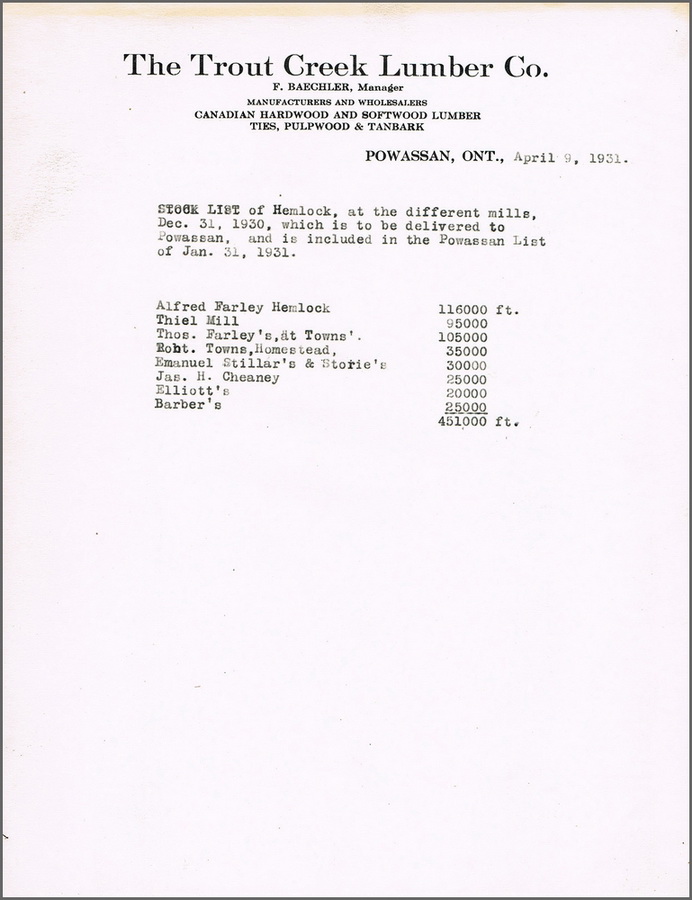 The Trout Creek Lumber Co.
F. BAECHLER, Manager
MANUFACTURERS AND WHOLESALERS
CANADIAN HARDWOOD AND SOFTWOOD LUMBER
TIES, PULPWOOD & TANBARK
POWASSAN, ONT., April 9, 1931.
STOCK LIST of Hemlock, at the different mills,
Dec. 31, 1930, which is to be delivered to
Powassan, and is included in the Powassan List
of Jan. 31, 1931.
Alfred Farley Hemlock 116000 ft.
Thiel Mill 95000
Thos. Farley's,at Towns'. 105000
Robt. Towns,Homestead, 35000
Emanuel Stillar's & Storie's 30000
Jas. H. Cheaney 25000
Elliott's 20000
Barber's 25000
451000 ft.